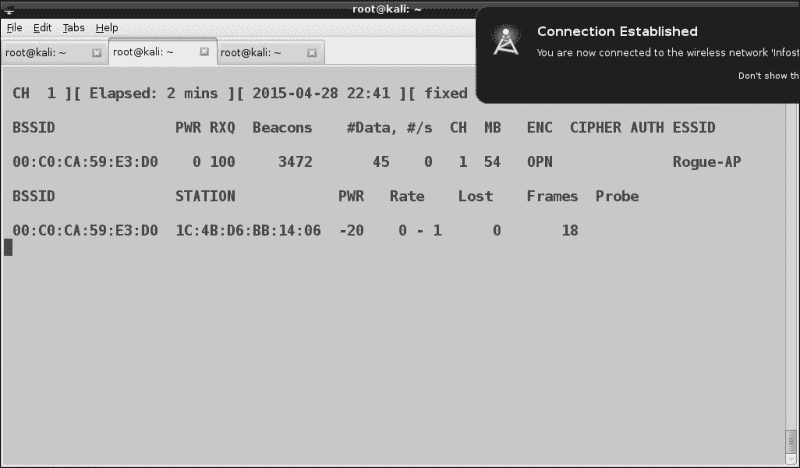 root@kali: ~
File Edit Tabs Help
root@kali: ~ root@kali: ~ root@kali: ~
Connection Established
You are now connected to the wireless network 'Infost
Don't show th
CH 1 ][ Elapsed: 2 mins ][ 2015-04-28 22:41 ][ fixed
BSSID PWR RXQ Beacons #Data, #/s CH MB ENC CIPHER AUTH ESSID
00:C0:CA:59:E3:D0 0 100 3472 45 0 1 54 OPN Rogue-AP
BSSID STATION PWR Rate Lost Frames Probe
00:C0:CA:59:E3:D0 1C:4B:D6:BB:14:06 -20 0 - 1 0 18